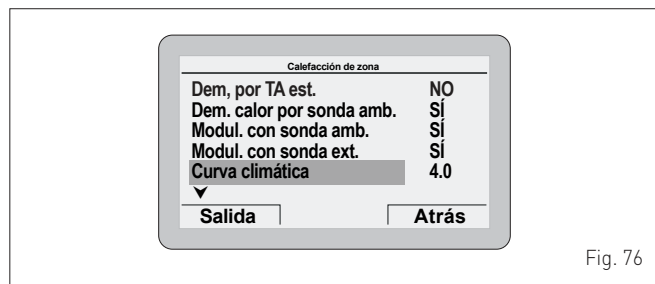 Calefacción de zona
Dem, por TA est. NO
Dem. calor por sonda amb. SÍ
Modul. con sonda amb. SÍ
Modul. con sonda ext. SÍ
Curva climática 4.0
Salida Atrás
Fig. 76